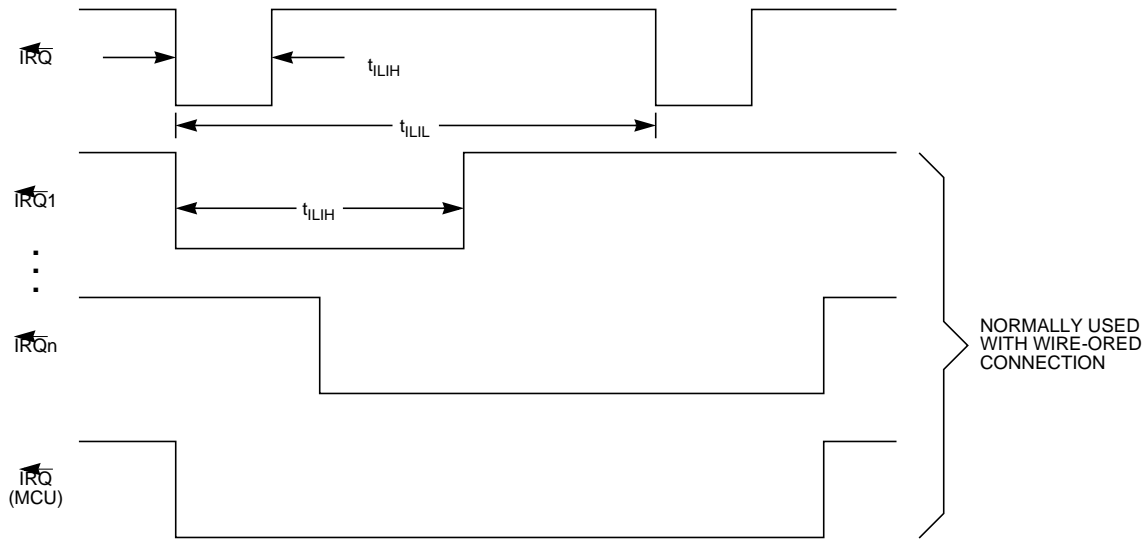 IRQ
tILIH
tILIL
IRQ1
tILIH
IRQn
NORMALLY USED
WITH WIRE-ORED
CONNECTION
IRQ
(MCU)